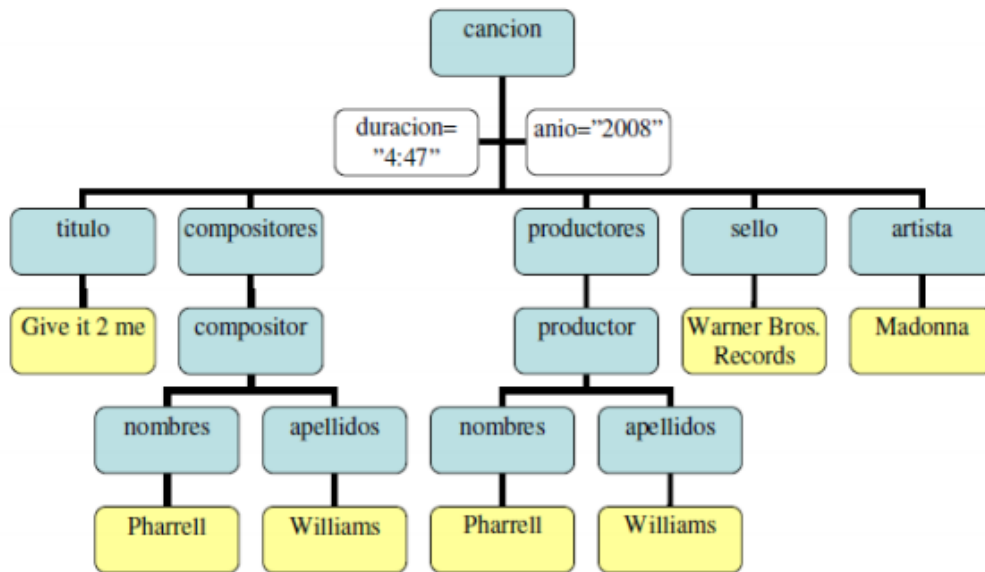 cancion
duracion=
”4:47”
anio=”2008”
titulo
compositores
productores
sello
artista
Give it 2 me
compositor
productor
Warner Bros.
Records
Madonna
nombres
apellidos
nombres
apellidos
Pharrell
Williams
Pharrell
Williams